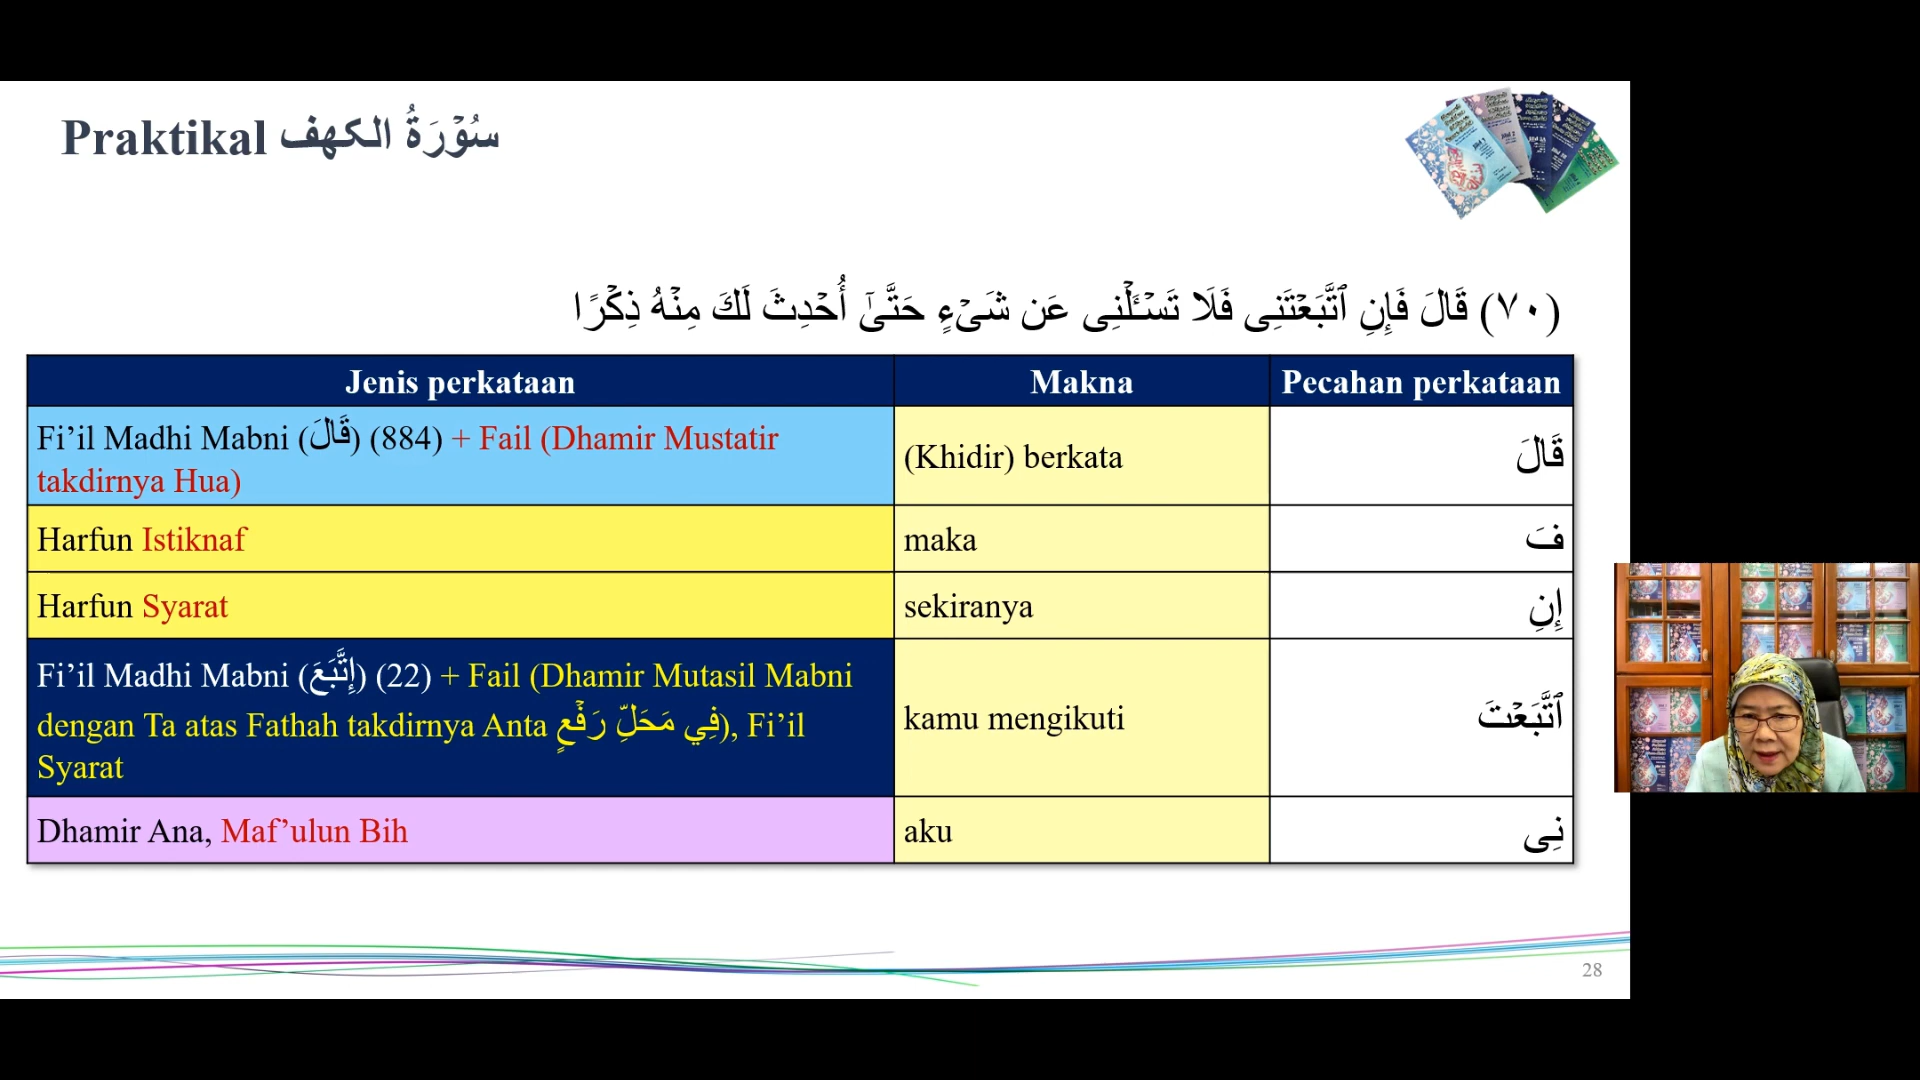 Praktikal سُوۡرَةُ الكهف
(٧٠) قَالَ فَإِنِ ٱتَّبَعۡتَنِى فَلَا تَسۡـَٔلۡنِى عَن شَىۡءٍ حَتَّىٰٓ أُحۡدِثَ لَكَ مِنۡهُ ذِكۡرًا
Jenis perkataan Makna Pecahan perkataan
Fi’il Madhi Mabni (قَالَ) (884) + Fail (Dhamir Mustatir
takdirnya Hua)
(Khidir) berkata
قَالَ
Harfun Istiknaf maka فَ
Harfun Syarat sekiranya إِنِ
Fi’il Madhi Mabni (إِتَّبَعَ) (22) + Fail (Dhamir Mutasil Mabni
dengan Ta atas Fathah takdirnya Anta فِي مَحَلِّ رَفۡعٍ), Fi’il
Syarat
kamu mengikuti
ٱتَّبَعۡتَ
Dhamir Ana, Maf’ulun Bih aku نِى
28